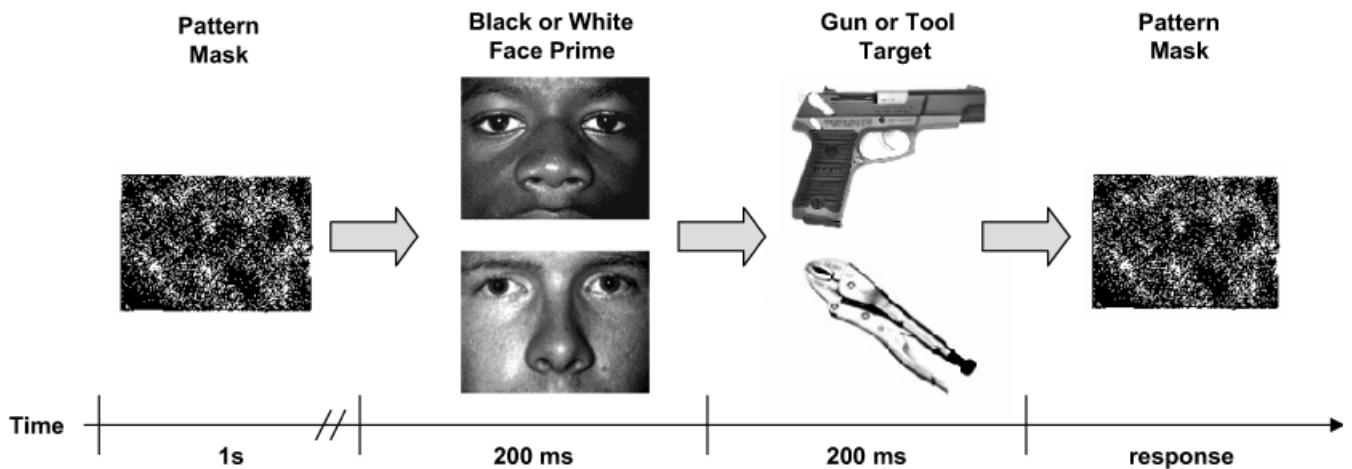 Pattern
Mask
Black or White
Face Prime
Gun or Tool
Target
Pattern
Mask
Time
1s
200 ms
200 ms
response